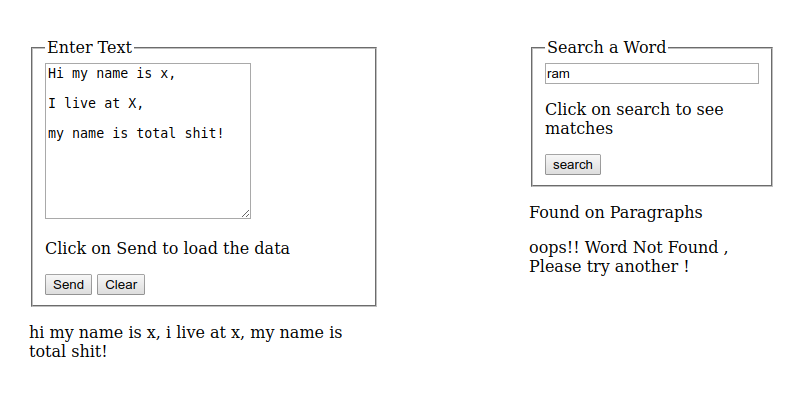 Enter Text
Hi my name is x,
I live at X,
my name is total shit!
Click on Send to load the data
Send Clear
hi my name is x, i live at x, my name is
total shit!
Search a Word
ram
Click on search to see
matches
search
Found on Paragraphs
oops!! Word Not Found ,
Please try another !